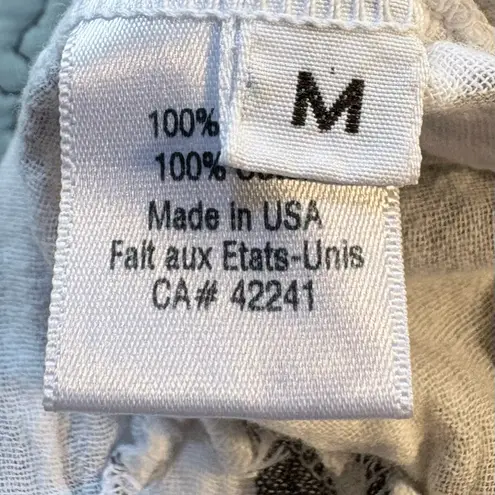 M
100%
100%
Made in USA
Fait aux Etats-Unis
CA# 42241